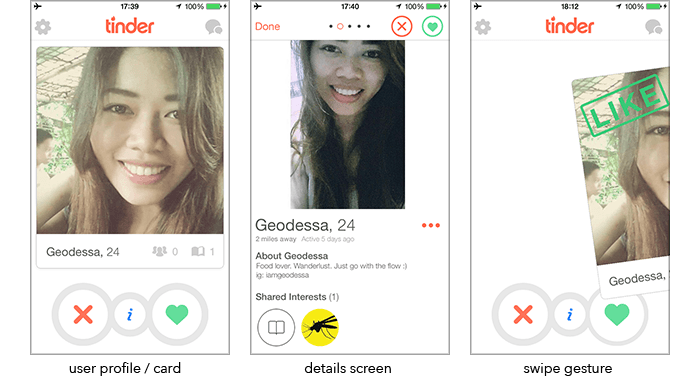 17:39
100%
tinder
Geodessa, 24
0
1
i
user profile / card
17:40
100%
Done
Geodessa, 24
2 miles away Active 5 days ago
About Geodessa
Food lover. Wanderlust. Just go with the flow :)
ig: iamgeodessa
Shared Interests (1)
details screen
18:12
100%
tinder
LIKE
Geodessa,
i
swipe gesture